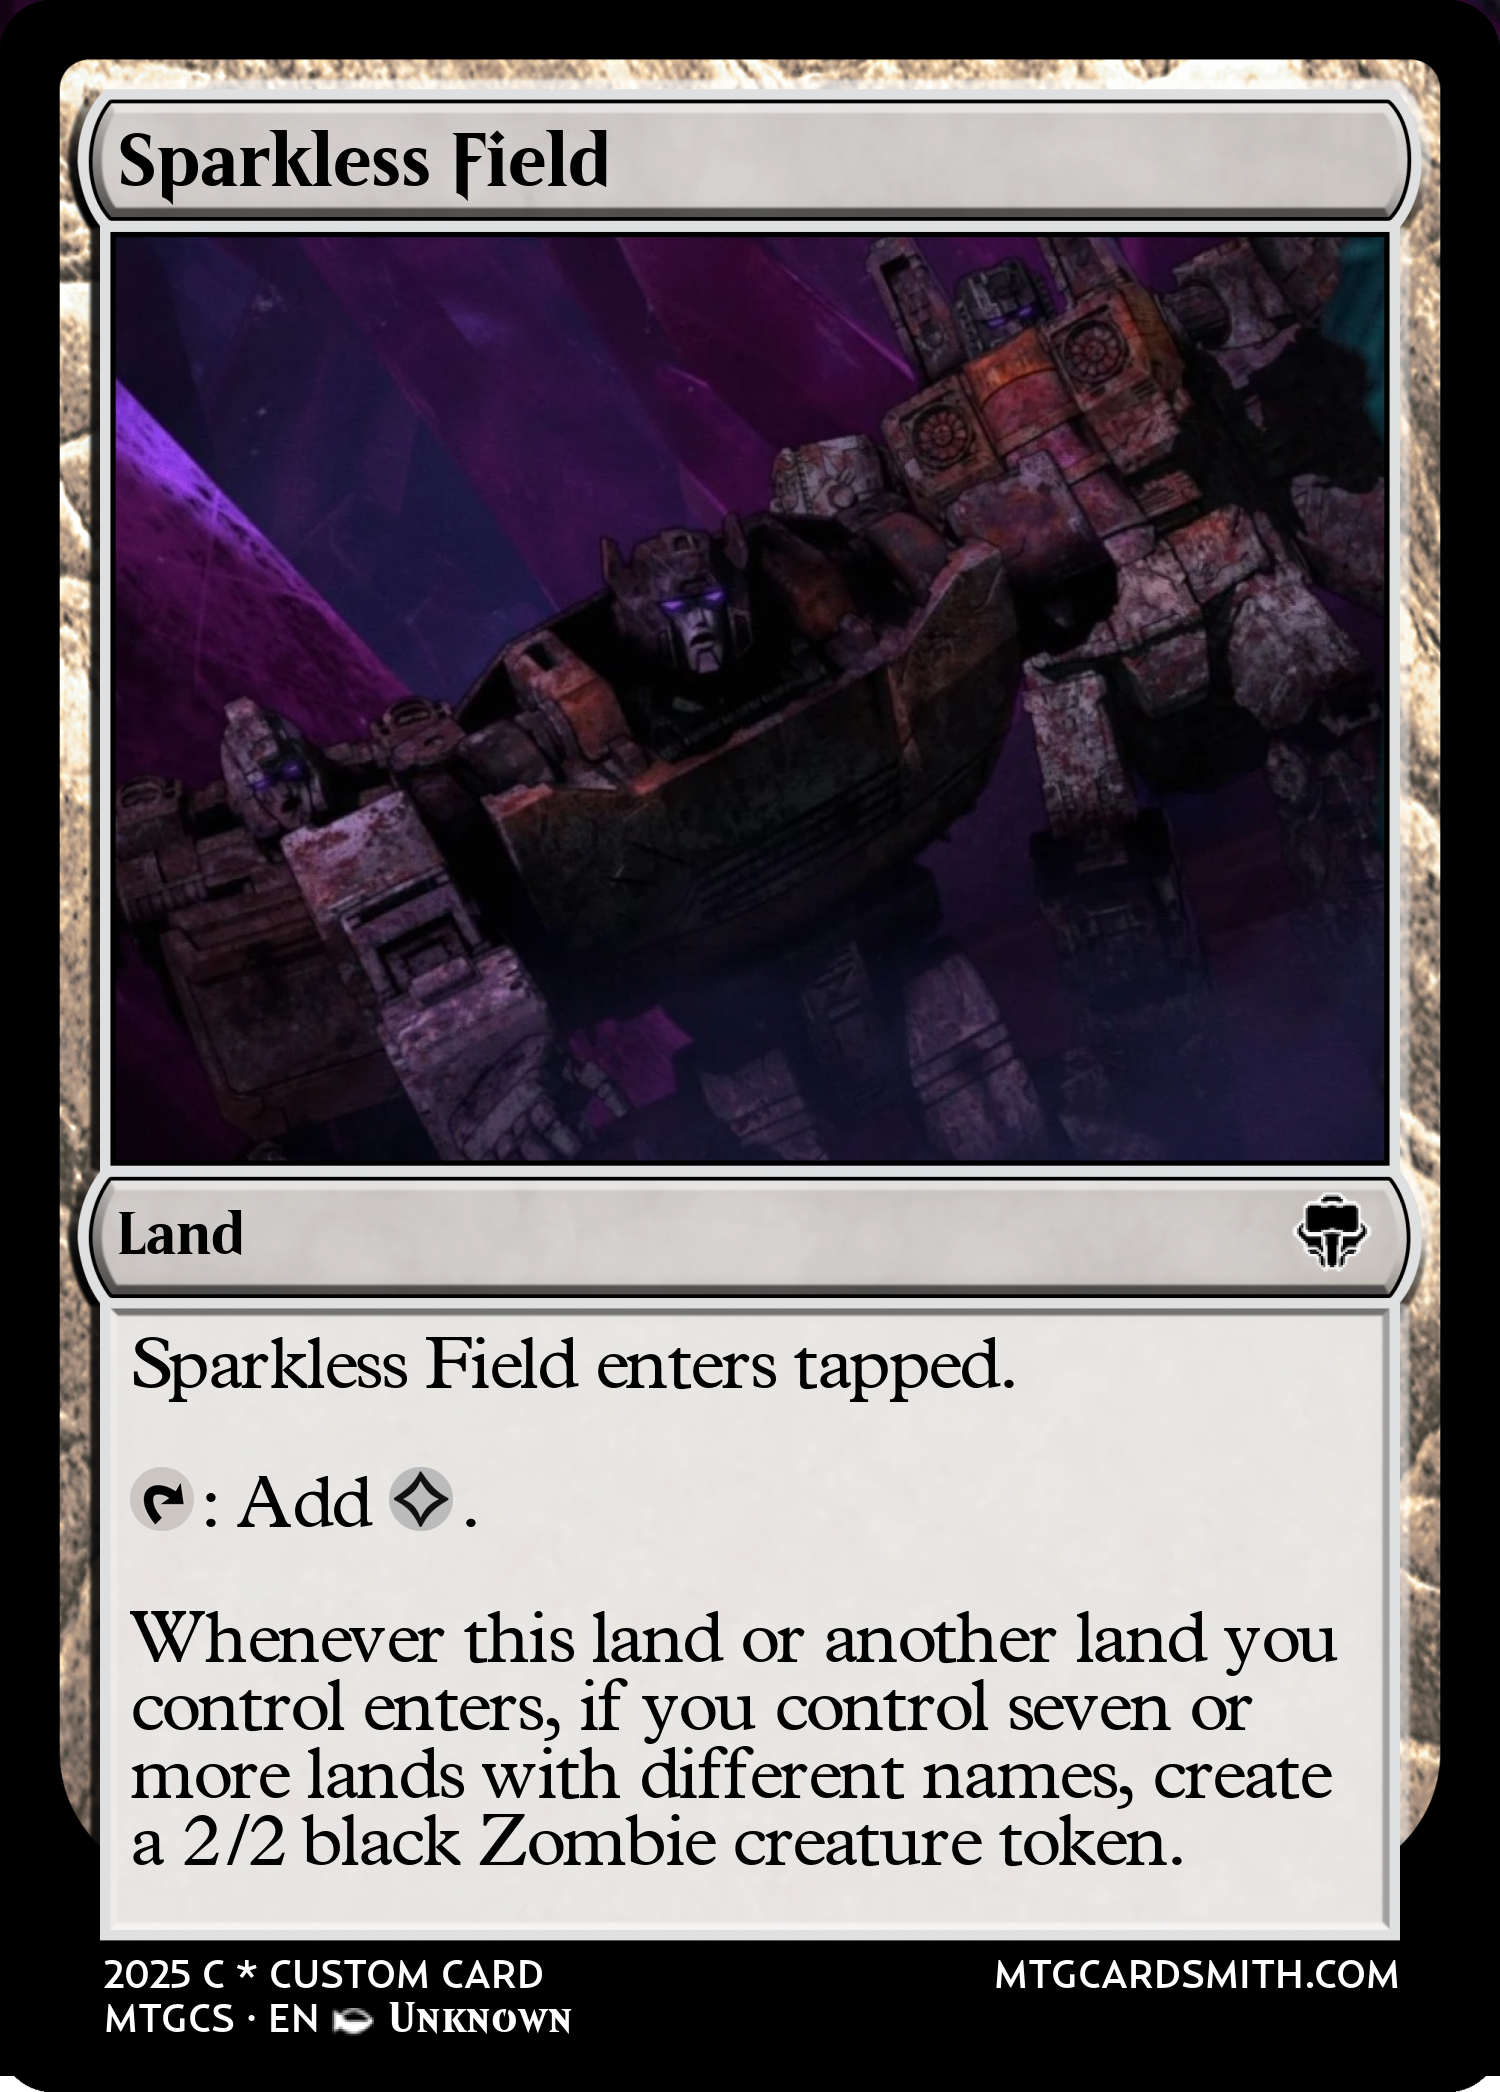 Sparkless Field
Land
Sparkless Field enters tapped.
: Add .
Whenever this land or another land you
control enters, if you control seven or
more lands with different names, create
a 2/2 black Zombie creature token.
2025 C * CUSTOM CARD
MTGCARDSMITH.COM
MTGCS · EN UNKNOWN